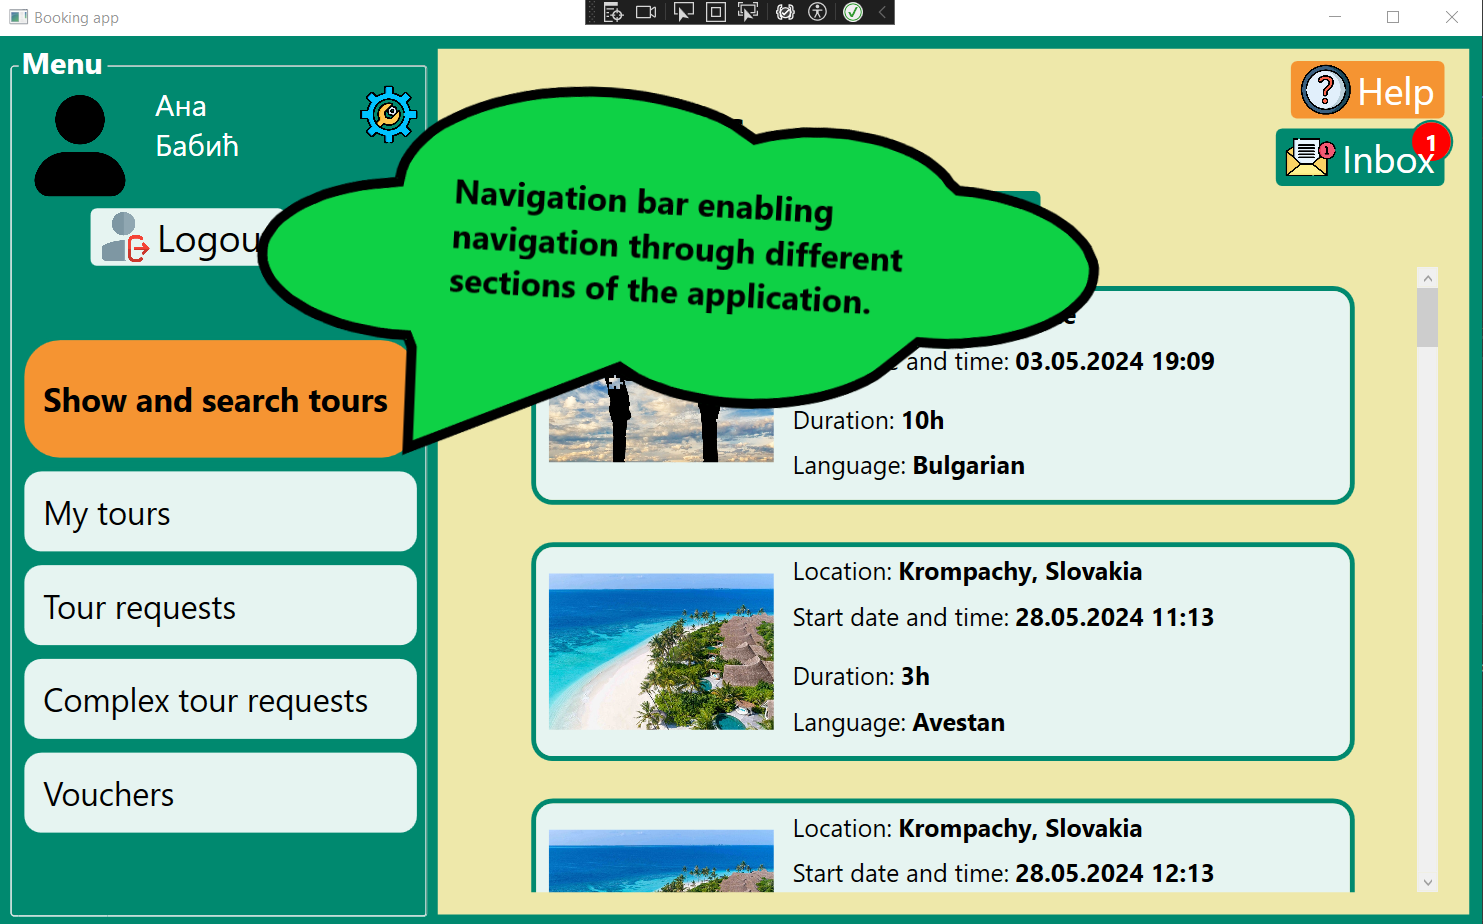 Booking app
Menu
Ана
Бабић
Logou
Show and search tours
My tours
Tour requests
Complex tour requests
Vouchers
Navigation bar enabling
navigation through different
sections of the application.
Help
Inbox
1
1
and time: 03.05.2024 19:09
Duration: 10h
Language: Bulgarian
Location: Krompachy, Slovakia
Start date and time: 28.05.2024 11:13
Duration: 3h
Language: Avestan
Location: Krompachy, Slovakia
Start date and time: 28.05.2024 12:13